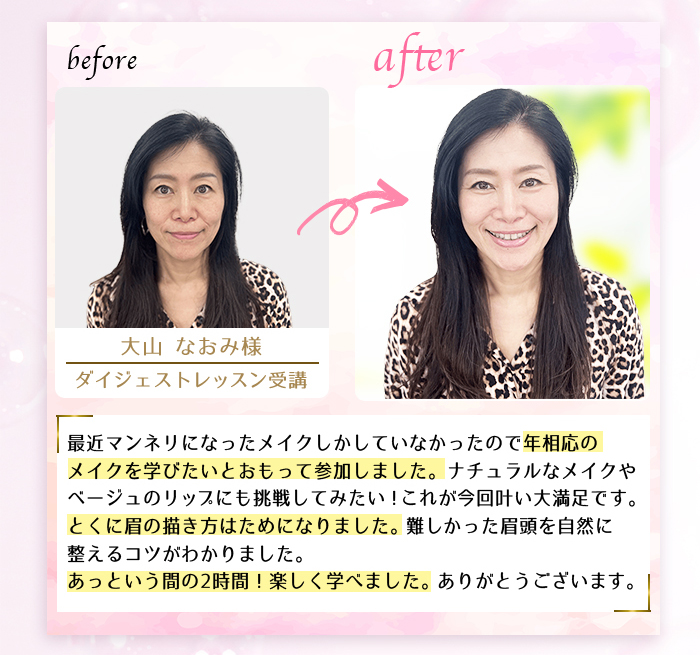 before
after
大山 なおみ様
ダイジェストレッスン受講
最近マンネリになったメイクしかしていなかったので年相応の
メイクを学びたいとおもって参加しました。ナチュラルなメイクや
ベージュのリップにも挑戦してみたい！これが今回叶い大満足です。
とくに眉の描き方はためになりました。難しかった眉頭を自然に
整えるコツがわかりました。
あっという間の2時間！楽しく学べました。ありがとうございます。